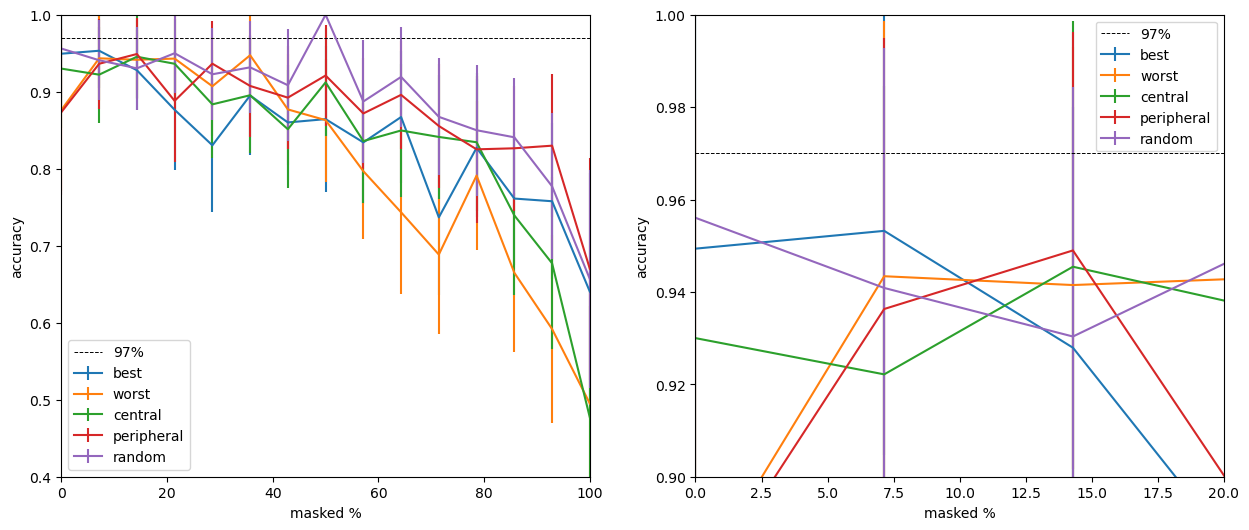 1.0
0.9
0.8
0.7
0.6
0.5
0.4
accuracy
97%
best
worst
central
peripheral
random
0
20
40
60
80
100
masked %
1.00
0.98
0.96
0.94
0.92
0.90
accuracy
97%
best
worst
central
peripheral
random
0.0
2.5
5.0
7.5
10.0
12.5
15.0
17.5
20.0
masked %